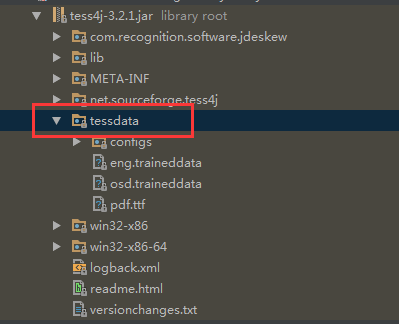 tess4j-3.2.1.jar library root
com.recognition.software.jdeskew
lib
META-INF
net.sourceforge.tess4j
tessdata
configs
eng.traineddata
osd.traineddata
pdf.ttf
win32-x86
win32-x86-64
logback.xml
readme.html
versionchanges.txt